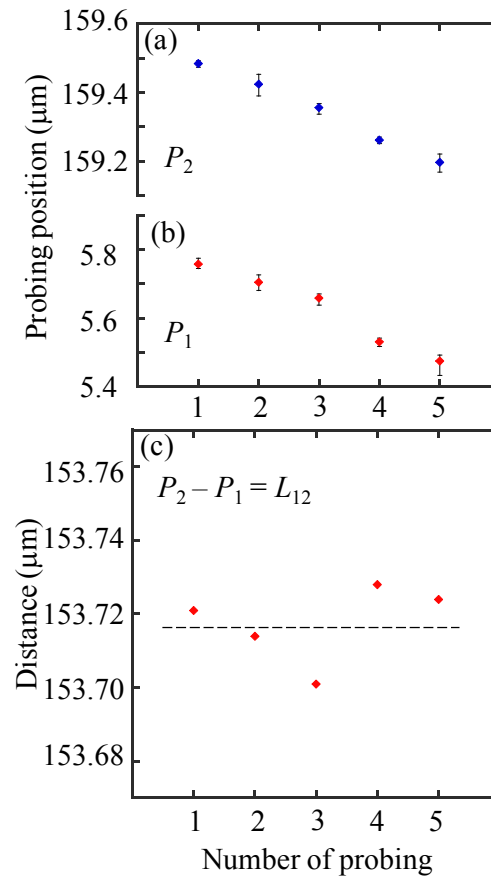 (a)
159.6
159.4
159.2
P2
Probing position (μm)
(b)
5.8
5.6
5.4
P1
1 2 3 4 5
(c)
P2 – P1 = L12
153.76
153.74
153.72
153.70
153.68
Distance (μm)
1 2 3 4 5
Number of probing